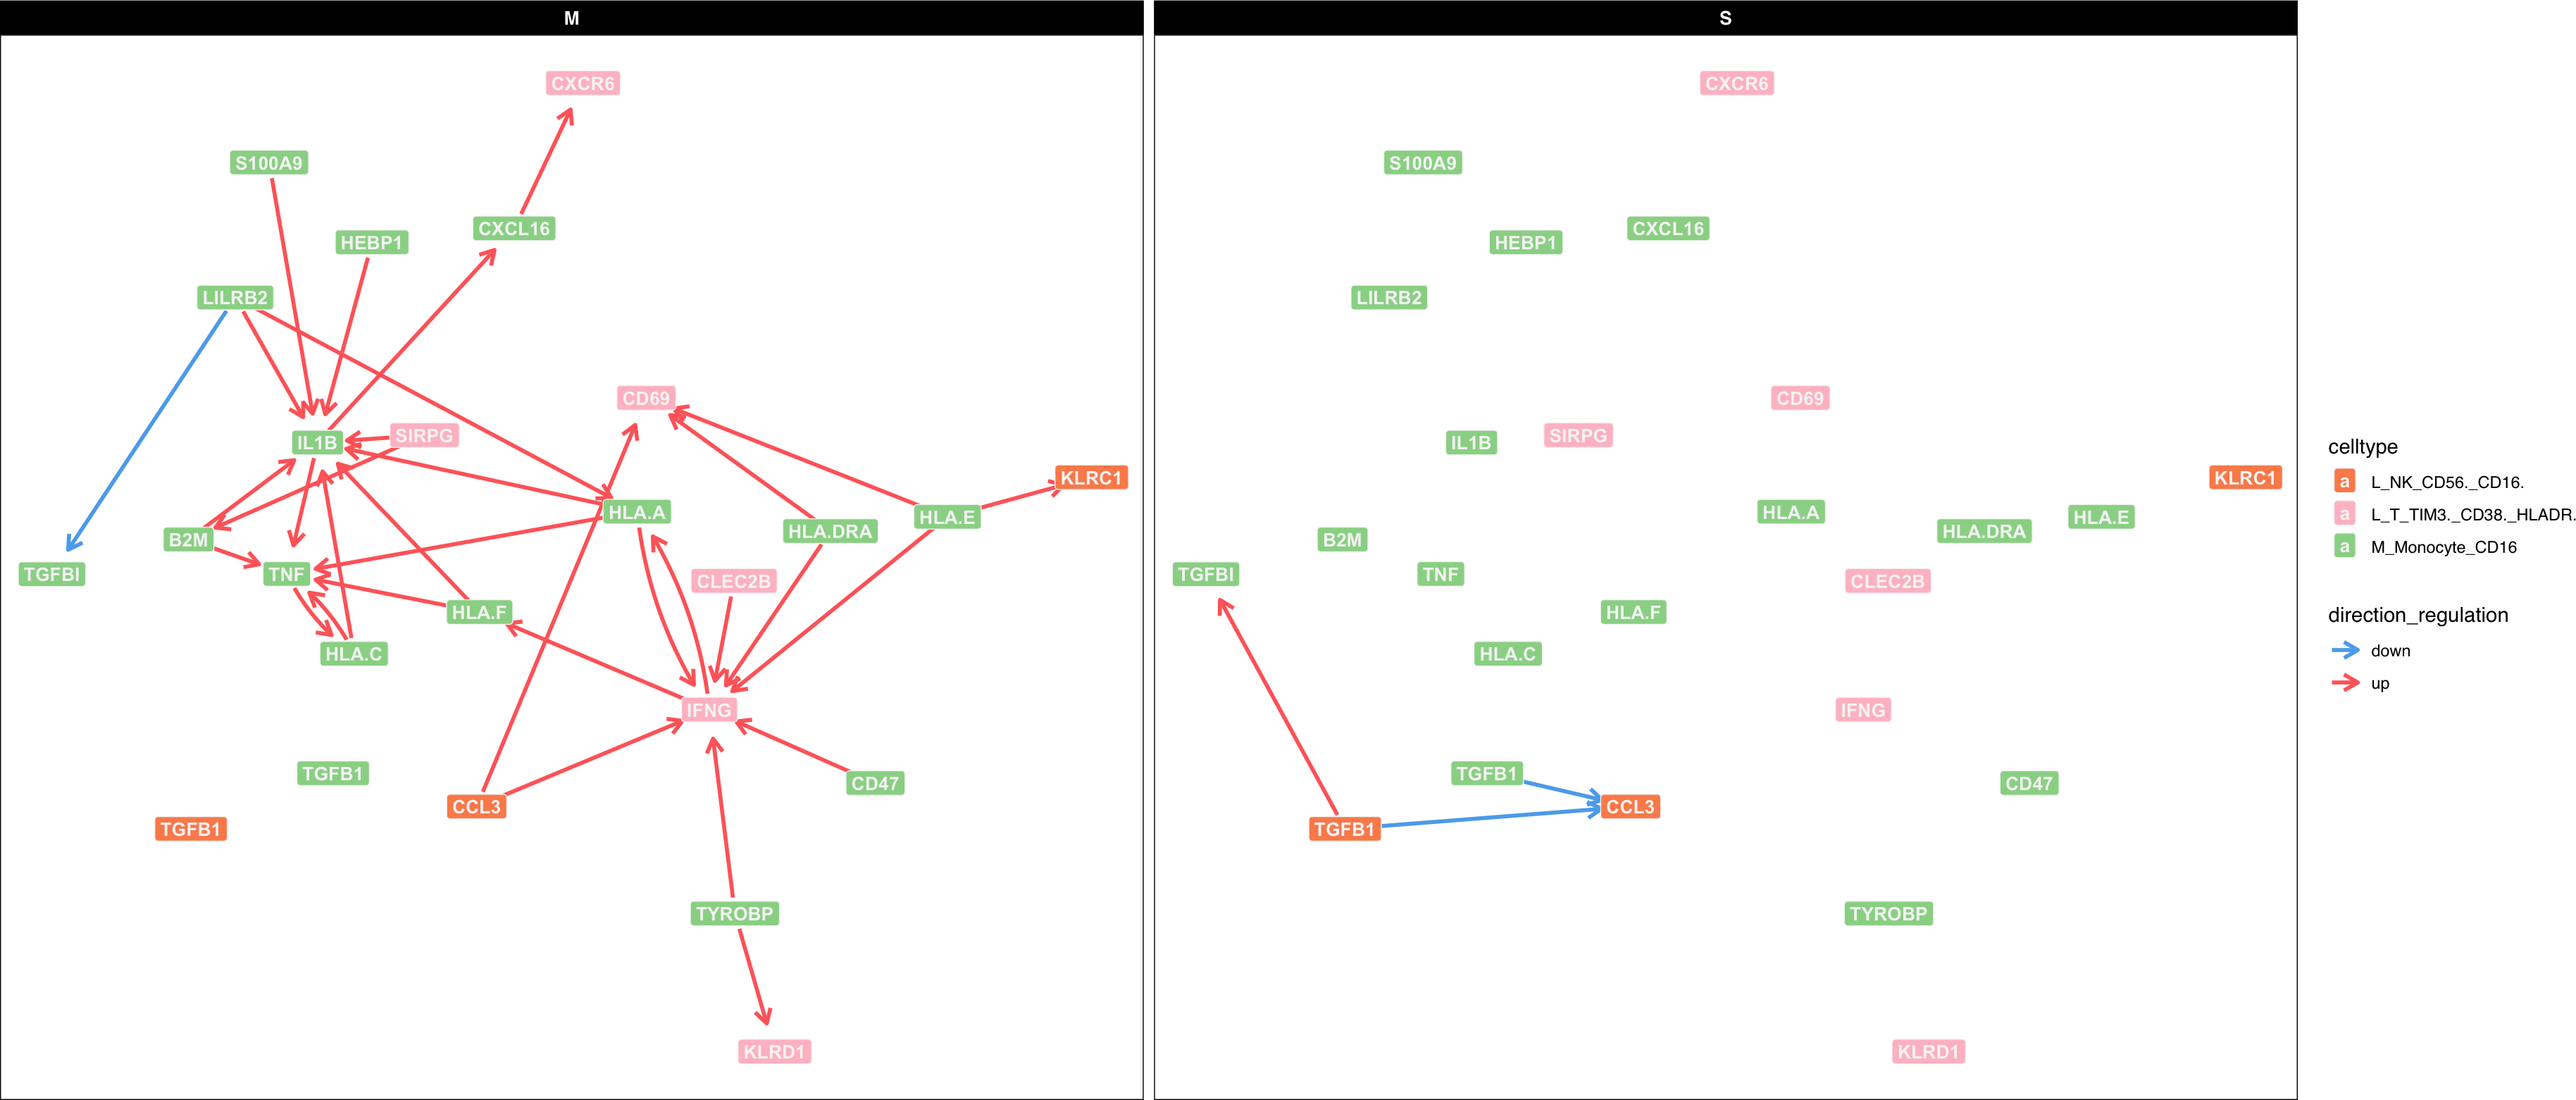 M
CXCR6
S100A9
CXCL16
HEBP1
LILRB2
CD69
SIRPG
IL1B
KLRC1
HLA.A
HLA.E
HLA.DRA
B2M
TGFBI
TNF
CLEC2B
HLA.F
HLA.C
IFNG
TGFB1
CD47
CCL3
TGFB1
TYROBP
KLRD1
S
CXCR6
S100A9
CXCL16
HEBP1
LILRB2
CD69
SIRPG
IL1B
KLRC1
HLA.A
HLA.E
HLA.DRA
B2M
TGFBI
TNF
CLEC2B
HLA.F
HLA.C
IFNG
TGFB1
CD47
CCL3
TGFB1
TYROBP
KLRD1
celltype
a L_NK_CD56._CD16.
a L_T_TIM3._CD38._HLADR.
a M_Monocyte_CD16
direction_regulation
down
up